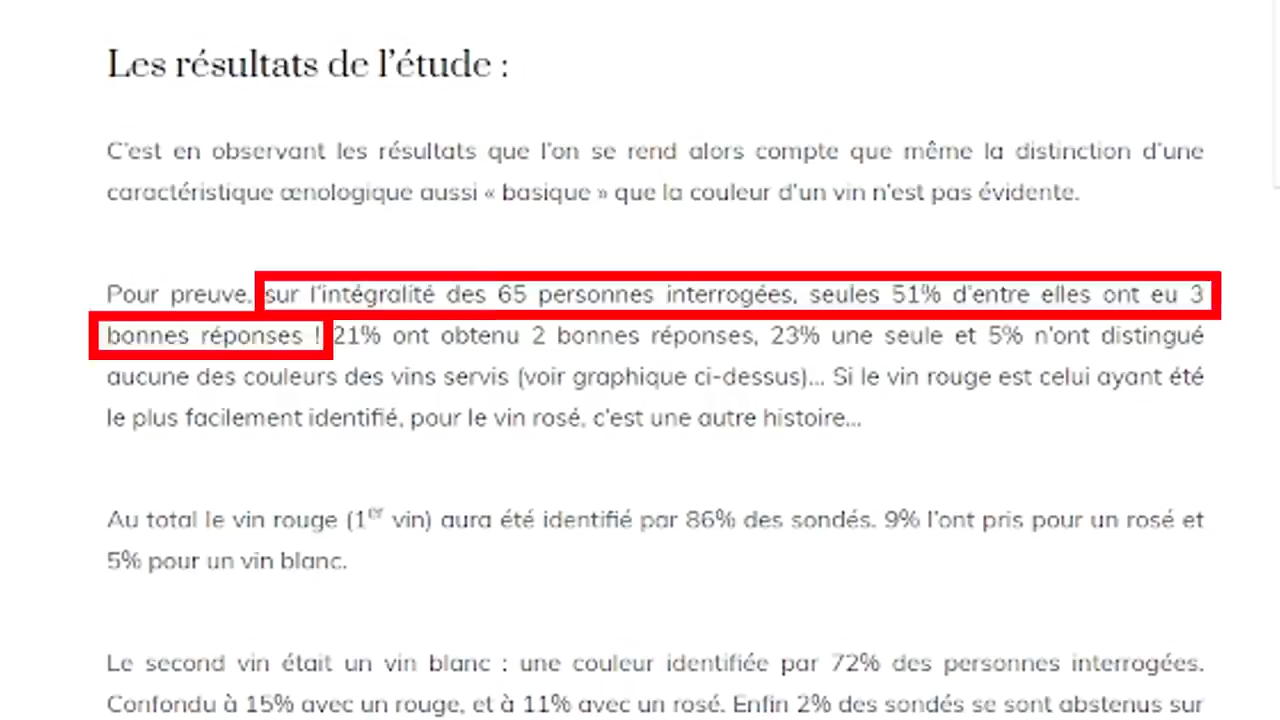 Les résultats de l'étude :
C'est en observant les résultats que l'on se rend alors compte que même la distinction d'une
caractéristique œnologique aussi « basique » que la couleur d'un vin n'est pas évidente.
Pour preuve, sur l'intégralité des 65 personnes interrogées, seules 51% d'entre elles ont eu 3
bonnes réponses ! 21% ont obtenu 2 bonnes réponses, 23% une seule et 5% n'ont distingué
aucune des couleurs des vins servis (voir graphique ci-dessus)... Si le vin rouge est celui ayant été
le plus facilement identifié, pour le vin rosé, c'est une autre histoire...
Au total le vin rouge (1er vin) aura été identifié par 86% des sondés. 9% l'ont pris pour un rosé et
5% pour un vin blanc.
Le second vin était un vin blanc : une couleur identifiée par 72% des personnes interrogées.
Confondu à 15% avec un rouge, et à 11% avec un rosé. Enfin 2% des sondés se sont abstenus sur